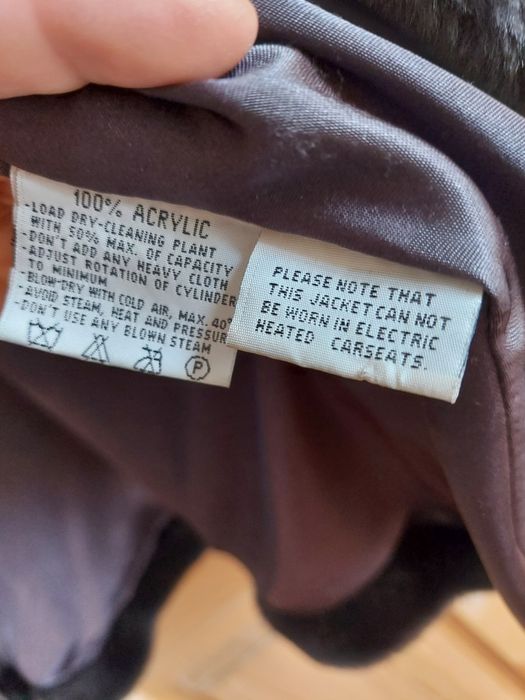 100% ACRYLIC
-LOAD DRY-CLEANING PLANT
WITH 50% MAX. OF CAPACITY
-DON'T ADD ANY HEAVY CLOTH
-ADJUST ROTATION OF CYLINDER
TO MINIMUM
-BLOW-DRY WITH COLD AIR, MAX. 40°
-AVOID STEAM, HEAT AND PRESSUR
-DON'T USE ANY BLOWN STEAM
P
PLEASE NOTE THAT
THIS JACKET CAN NOT
BE WORN IN ELECTRIC
HEATED CARSEATS.